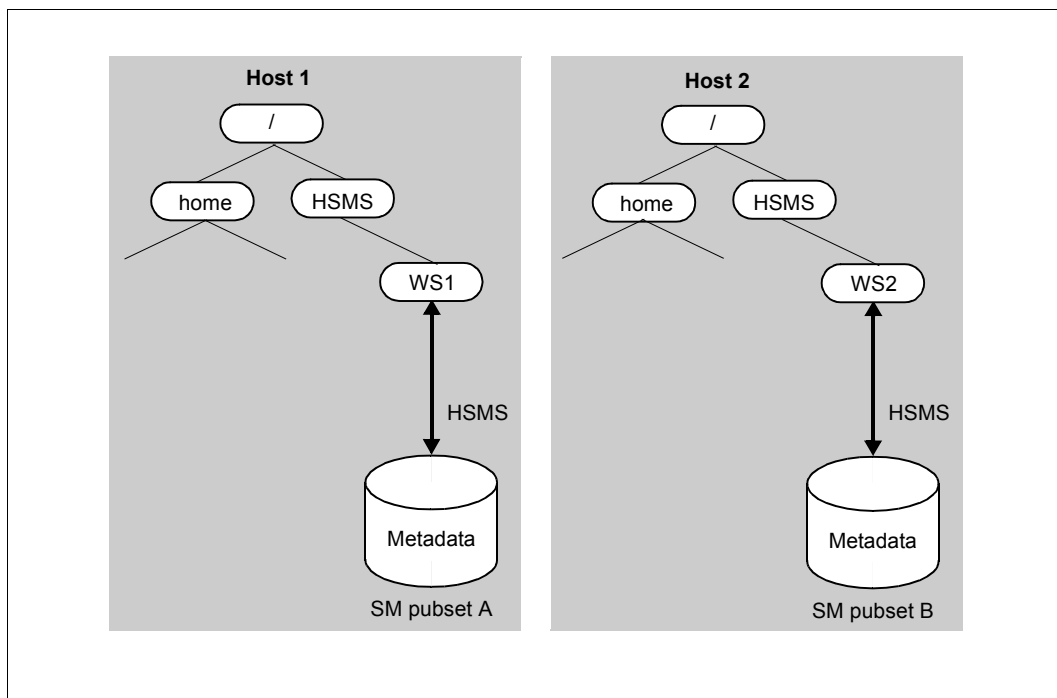 Host 1
/
home
HSMS
WS1
HSMS
Metadata
SM pubset A
Host 2
/
home
HSMS
WS2
HSMS
Metadata
SM pubset B